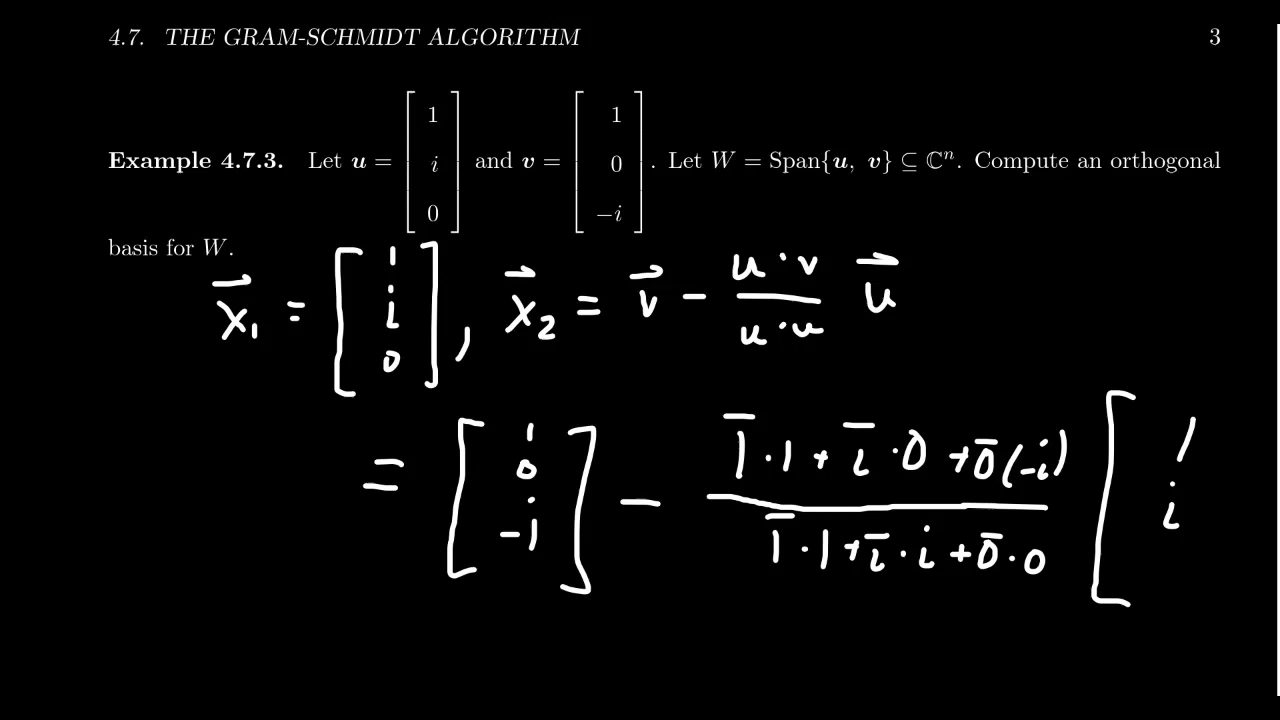 4.7. THE GRAM-SCHMIDT ALGORITHM 3
Example 4.7.3. Let u = [1 i 0] and v = [1 0 −i]. Let W = Span{u, v} ⊆ ℂⁿ. Compute an orthogonal
basis for W.
x⃗₁ = [1 i 0], x⃗₂ = v⃗ − (u·v)/(u·u) u⃗
= [1 0 -i] − (1̅·1 + i̅·0 + 0̅(-i))/(1̅·1 + i̅·i + 0̅·0) [1 i